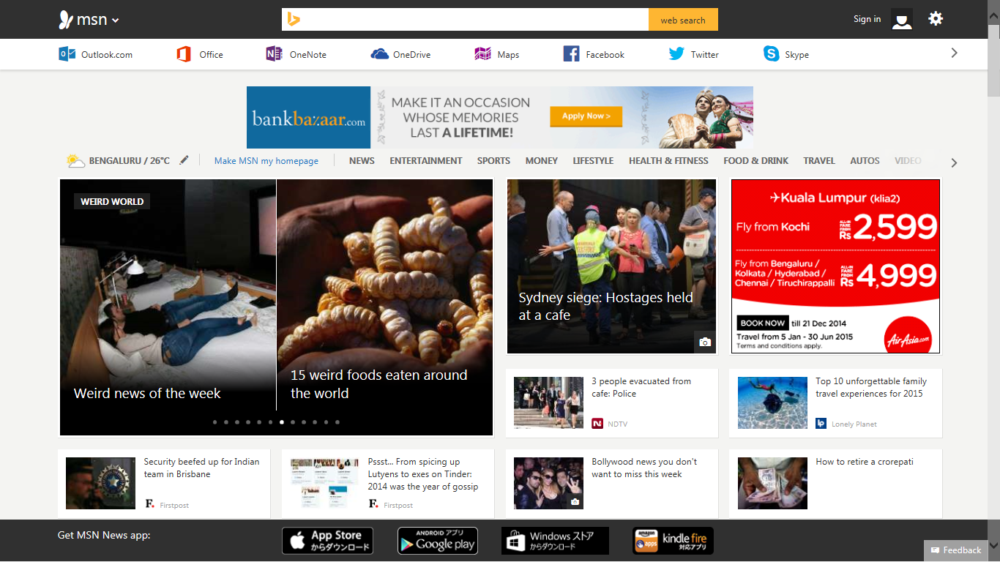 msn
web search
Sign in
Outlook.com
Office
OneNote
OneDrive
Maps
Facebook
Twitter
Skype
bankbazaar.com
MAKE IT AN OCCASION
WHOSE MEMORIES
LAST A LIFETIME!
Apply Now >
BENGALURU / 26°C
Make MSN my homepage
NEWS
ENTERTAINMENT
SPORTS
MONEY
LIFESTYLE
HEALTH & FITNESS
FOOD & DRINK
TRAVEL
AUTOS
VIDEO
WEIRD WORLD
Weird news of the week
15 weird foods eaten around
the world
Sydney siege: Hostages held
at a cafe
Kuala Lumpur (klia2)
Fly from Kochi
ALL-IN
FARE
FROM
Rs 2,599
Fly from Bengaluru /
Kolkata / Hyderabad /
Chennai / Tiruchirappalli
ALL-IN
FARE
FROM
Rs 4,999
BOOK NOW till 21 Dec 2014
Travel from 5 Jan - 30 Jun 2015
Terms and conditions apply.
AirAsia.com
3 people evacuated from
cafe: Police
N NDTV
Top 10 unforgettable family
travel experiences for 2015
lp Lonely Planet
Security beefed up for Indian
team in Brisbane
F. Firstpost
Pssst... From spicing up
Lutyens to exes on Tinder:
2014 was the year of gossip
F. Firstpost
Bollywood news you don't
want to miss this week
How to retire a crorepati
Get MSN News app:
App Store
からダウンロード
ANDROID アプリ
Google play
Windows ストア
からダウンロード
amazon
apps
kindle fire
対応アプリ
Feedback